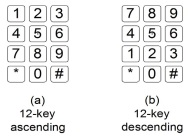 1 2 3 7 8 9
4 5 6 4 5 6
7 8 9 1 2 3
* 0 # * 0 #
(a) (b)
12-key 12-key
ascending descending